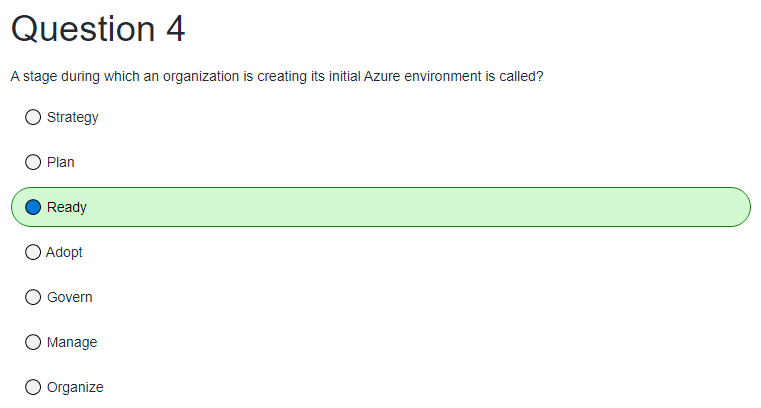 Question 4
A stage during which an organization is creating its initial Azure environment is called?
Strategy
Plan
Ready
Adopt
Govern
Manage
Organize